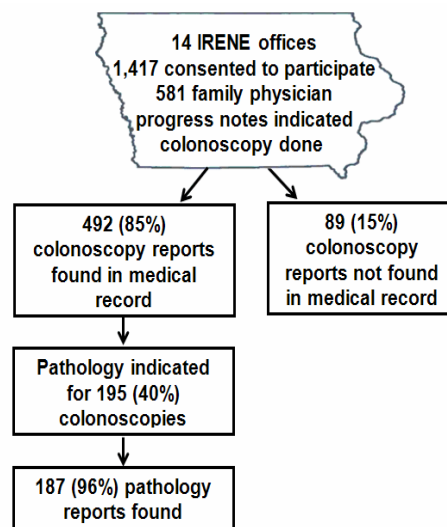 14 IRENE offices
1,417 consented to participate
581 family physician
progress notes indicated
colonoscopy done
492 (85%)
colonoscopy reports
found in medical
record
89 (15%)
colonoscopy
reports not found
in medical record
Pathology indicated
for 195 (40%)
colonoscopies
187 (96%) pathology
reports found